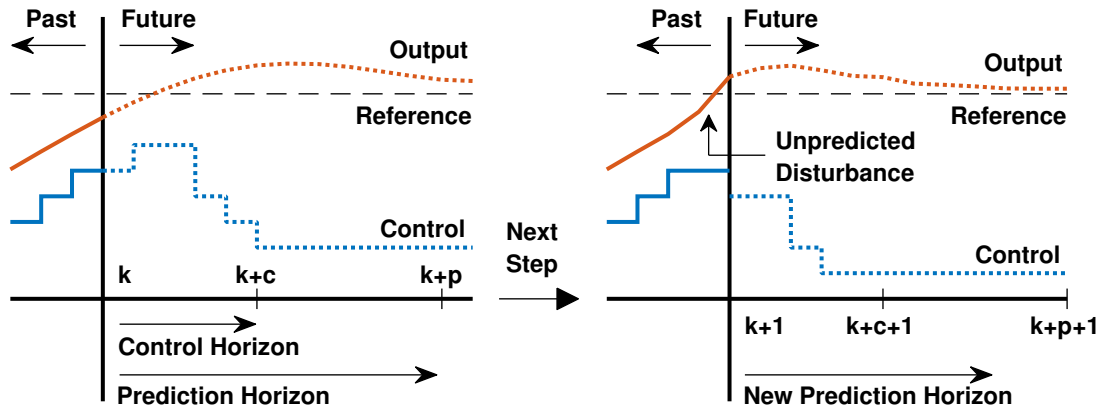 Past
Future
Output
Reference
Control
k
k+c
k+p
Control Horizon
Prediction Horizon
Next
Step
Past
Future
Output
Reference
Unpredicted
Disturbance
Control
k+1
k+c+1
k+p+1
New Prediction Horizon